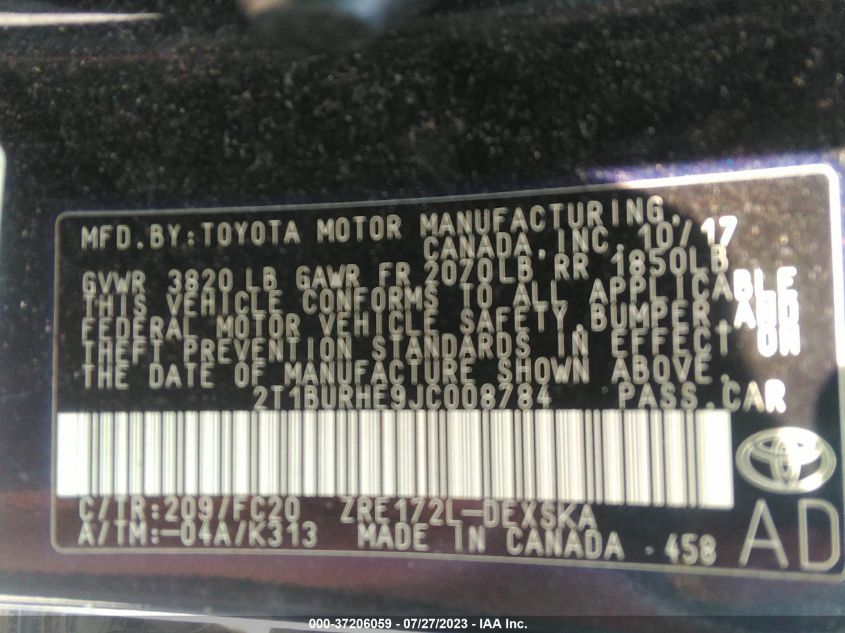 MFD.BY:TOYOTA MOTOR MANUFACTURING,
CANADA,INC. 10/17
GVWR 3820 LB GAWR FR 2070LB, RR 1850LB
THIS VEHICLE CONFORMS TO ALL APPLICABLE
FEDERAL MOTOR VEHICLE SAFETY,BUMPER,AND
THEFT PREVENTION STANDARDS IN EFFECT ON
THE DATE OF MANUFACTURE SHOWN ABOVE.
2T1BURHE9JC008784 PASS.CAR
C/TR:209/FC20 ZRE172L-DEXSKA
A/TM:-04A/K313 MADE IN CANADA 458
AD
000-37206059 — 07/27/2023 — IAA Inc.